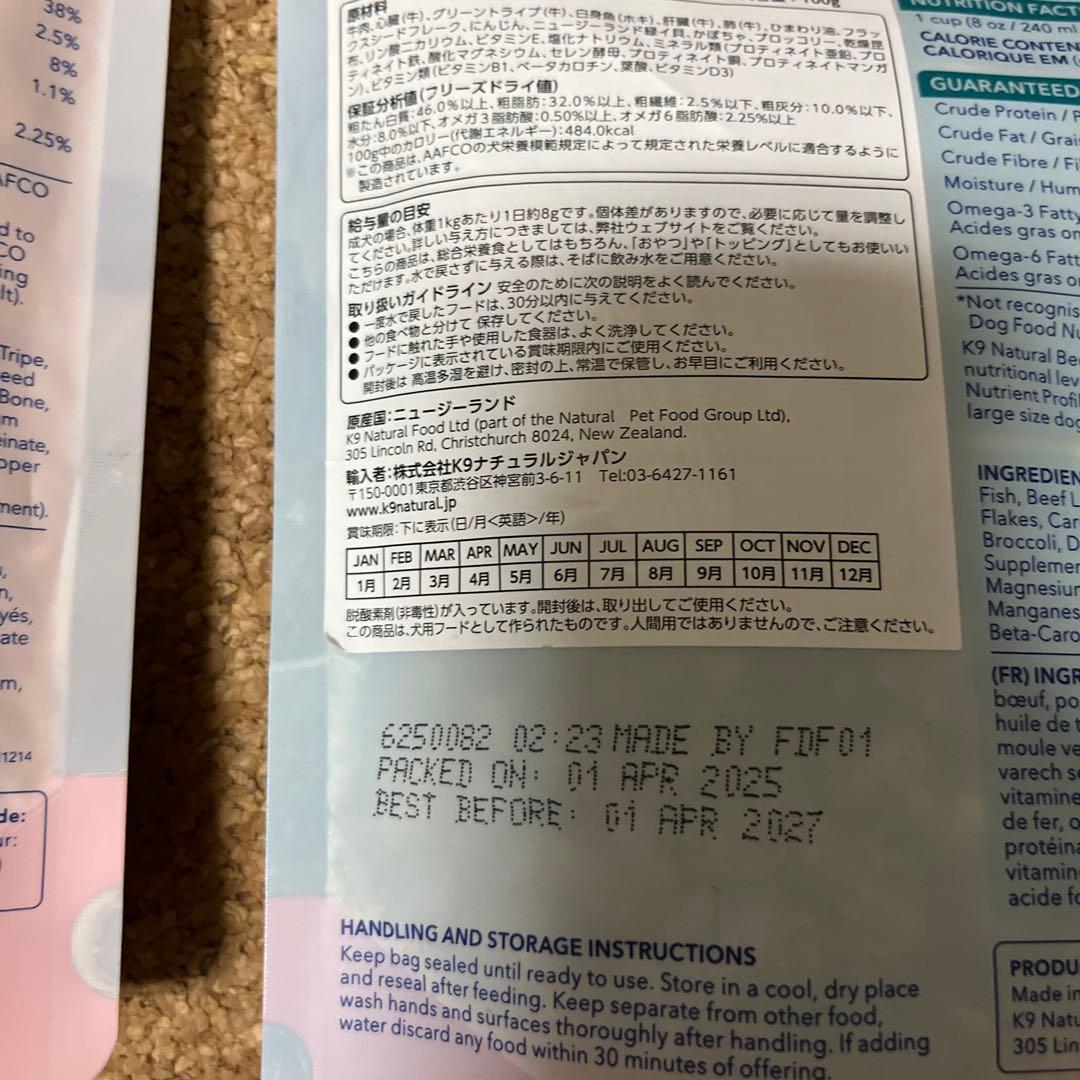 38%
2.5%
8%
1.1%
2.25%
AFCO
d to
CO
ing
lt).
Tripe,
eed
Bone,
m
einate,
pper
ment).
n,
yés,
ate
m,
1214
de:
ur:
原材料
牛肉、心臓(牛)、グリーントライプ(牛)、白身魚(ホキ)、肝臓(牛)、肺(牛)、ひまわり油、フラッ
クスシードフレーク、にんじん、ニュージーランド緑イ貝、かぼちゃ、ブロッコリー、乾燥昆
布、リン酸二カリウム、ビタミンE、塩化ナトリウム、ミネラル類(プロティネイト亜鉛、プロ
ティネイト鉄、酸化マグネシウム、セレン酵母、プロティネイト銅、プロティネイトマンガ
ン)、ビタミン類(ビタミンB1、ベータカロチン、葉酸、ビタミンD3)
保証分析値(フリーズドライ値)
粗たん白質:46.0%以上、粗脂肪:32.0%以上、粗繊維:2.5%以下、粗灰分:10.0%以下、
水分:8.0%以下、オメガ3脂肪酸:0.50%以上、オメガ6脂肪酸:2.25%以上
100g中のカロリー(代謝エネルギー):484.0kcal
※この商品は、AAFCOの犬栄養模範規定によって規定された栄養レベルに適合するように
製造されています。
給与量の目安
成犬の場合、体重1kgあたり1日約8gです。個体差がありますので、必要に応じて量を調整し
てください。詳しい与え方につきましては、弊社ウェブサイトをご覧ください。
こちらの商品は、総合栄養食としてはもちろん、「おやつ」や「トッピング」としてもお使いい
ただけます。水で戻さずに与える際は、そばに飲み水をご用意ください。
取り扱いガイドライン 安全のために次の説明をよく読んでください。
● 一度水で戻したフードは、30分以内に与えてください。
● 他の食べ物と分けて 保存してください。
● フードに触れた手や使用した食器は、よく洗浄してください。
● パッケージに表示されている賞味期限内にご使用ください。
● 開封後は 高温多湿を避け、密封の上、常温で保管し、お早目にご利用ください。
原産国:ニュージーランド
K9 Natural Food Ltd (part of the Natural Pet Food Group Ltd),
305 Lincoln Rd, Christchurch 8024, New Zealand.
輸入者:株式会社K9ナチュラルジャパン
〒150-0001東京都渋谷区神宮前3-6-11 Tel:03-6427-1161
www.k9natural.jp
賞味期限:下に表示(日/月<英語>/年)
JAN FEB MAR APR MAY JUN JUL AUG SEP OCT NOV DEC
1月 2月 3月 4月 5月 6月 7月 8月 9月 10月 11月 12月
脱酸素剤(非毒性)が入っています。開封後は、取り出してご使用ください。
この商品は、犬用フードとして作られたものです。人間用ではありませんので、ご注意ください。
6250082 02:23 MADE BY FDF01
PACKED ON: 01 APR 2025
BEST BEFORE: 01 APR 2027
HANDLING AND STORAGE INSTRUCTIONS
Keep bag sealed until ready to use. Store in a cool, dry place
and reseal after feeding. Keep separate from other food,
wash hands and surfaces thoroughly after handling. If adding
water discard any food within 30 minutes of offering.
NUTRITION FACT
1 cup (8 oz / 240 ml
CALORIE CONTEN
CALORIQUE EM (
GUARANTEED
Crude Protein / P
Crude Fat / Grai
Crude Fibre / Fi
Moisture / Hum
Omega-3 Fatty
Acides gras on
Omega-6 Fatt
Acides gras o
*Not recognis
Dog Food Nu
K9 Natural Bee
nutritional lev
Nutrient Profil
large size dog
INGREDIEN
Fish, Beef L
Flakes, Car
Broccoli, D
Supplemen
Magnesiur
Manganes
Beta-Caro
(FR) INGR
bœuf, po
huile de t
moule ve
varech s
vitamine
de fer, o
protéina
vitamin
acide fo
PRODU
Made in
K9 Natu
305 Lin